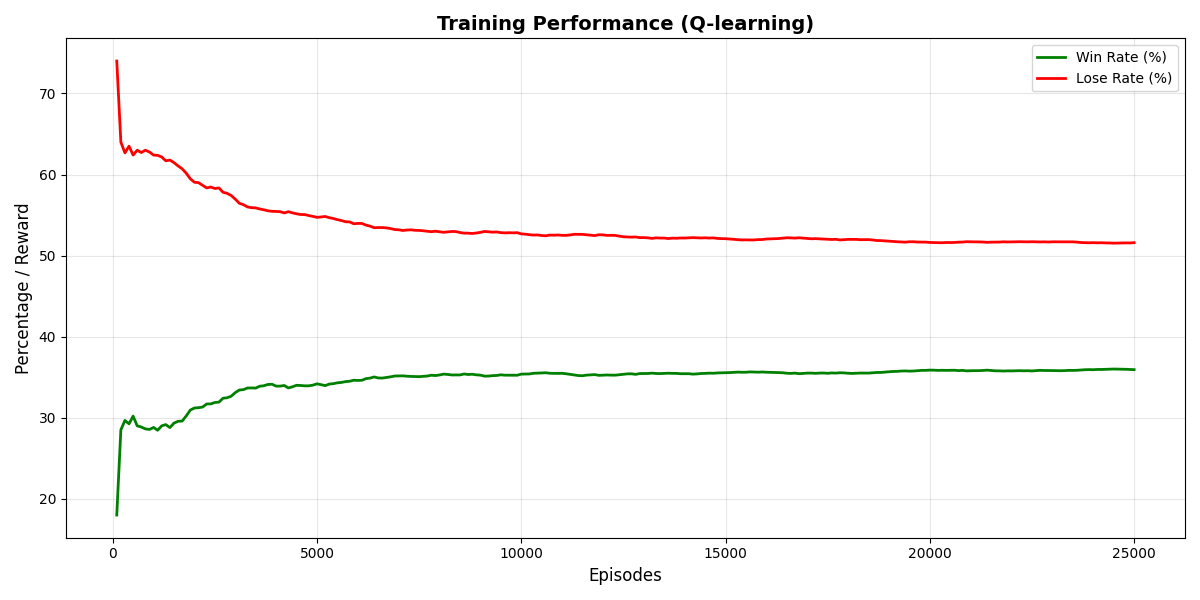 Training Performance (Q-learning)
Win Rate (%)
Lose Rate (%)
Percentage / Reward
70
60
50
40
30
20
0
5000
10000
15000
20000
25000
Episodes